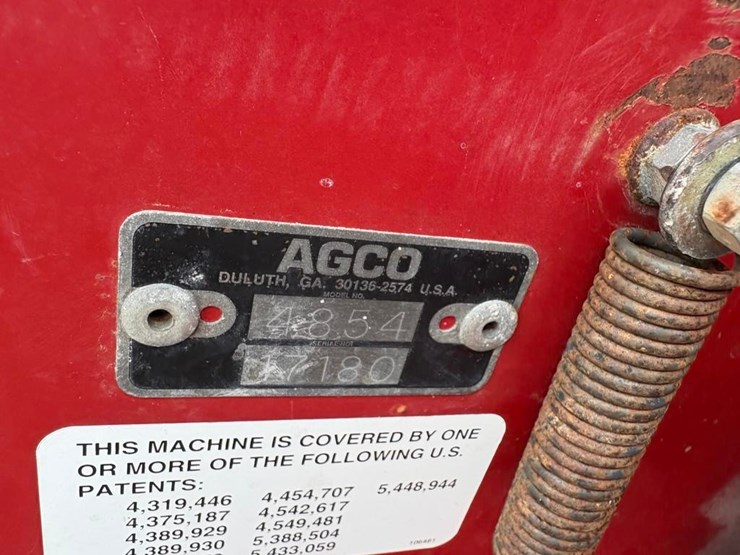 AGCO
DULUTH, GA. 30136-2574 U.S.A.
MODEL NO.
4854
SERIAL NO.
17180
THIS MACHINE IS COVERED BY ONE
OR MORE OF THE FOLLOWING U.S.
PATENTS:
4,319,446 4,454,707 5,448,944
4,375,187 4,542,617
4,389,929 4,549,481
4,389,930 5,388,504
5,433,059